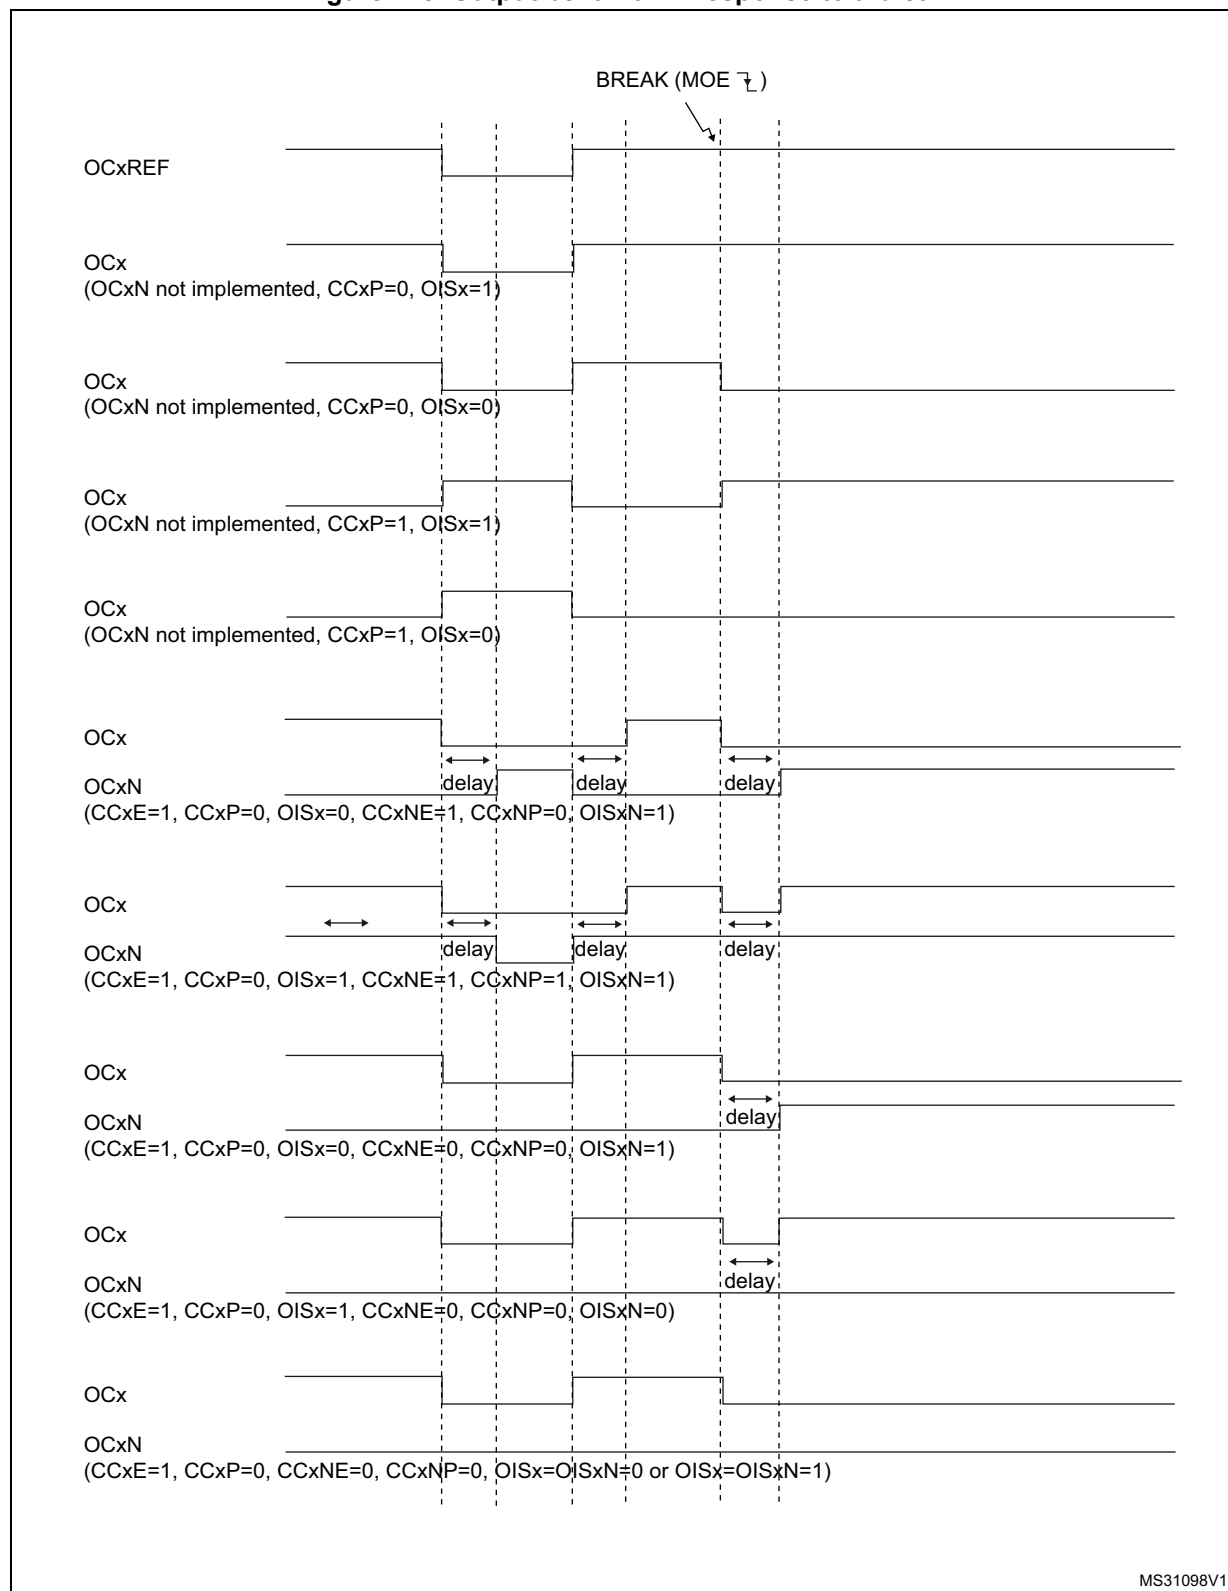 BREAK (MOE )
OCxREF
OCx
(OCxN not implemented, CCxP=0, OISx=1)
OCx
(OCxN not implemented, CCxP=0, OISx=0)
OCx
(OCxN not implemented, CCxP=1, OISx=1)
OCx
(OCxN not implemented, CCxP=1, OISx=0)
OCx
OCxN delay delay delay
(CCxE=1, CCxP=0, OISx=0, CCxNE=1, CCxNP=0, OISxN=1)
OCx
OCxN delay delay delay
(CCxE=1, CCxP=0, OISx=1, CCxNE=1, CCxNP=1, OISxN=1)
OCx
OCxN delay
(CCxE=1, CCxP=0, OISx=0, CCxNE=0, CCxNP=0, OISxN=1)
OCx
OCxN delay
(CCxE=1, CCxP=0, OISx=1, CCxNE=0, CCxNP=0, OISxN=0)
OCx
OCxN
(CCxE=1, CCxP=0, CCxNE=0, CCxNP=0, OISx=OISxN=0 or OISx=OISxN=1)
MS31098V1